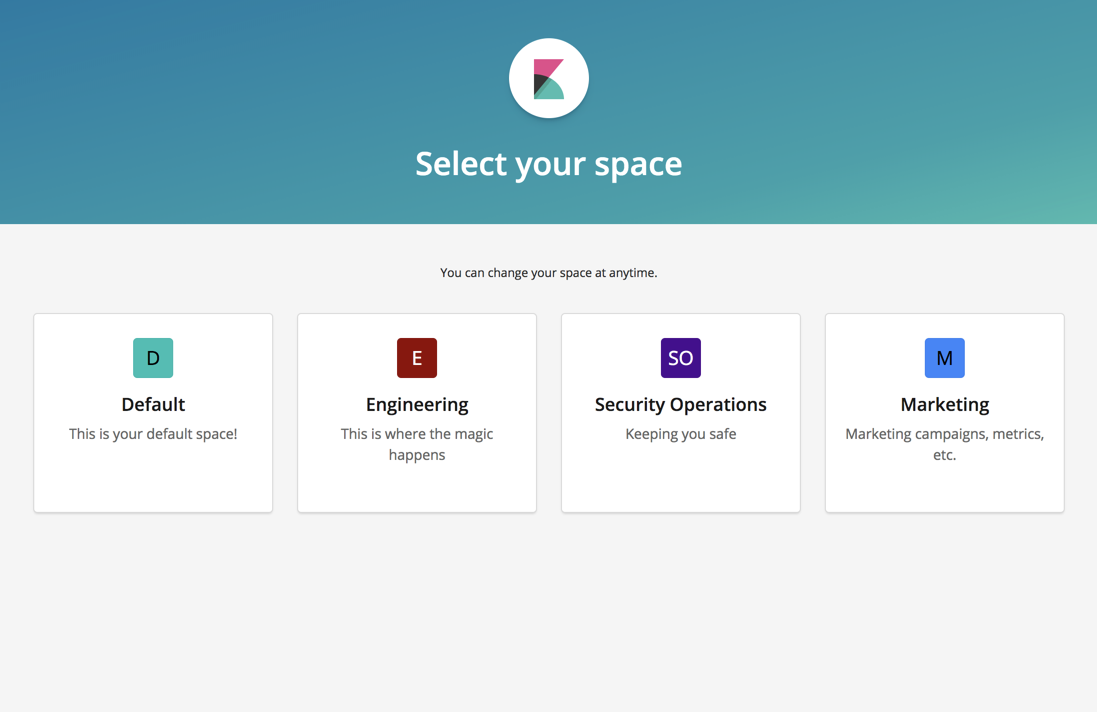 Select your space
You can change your space at anytime.
D
Default
This is your default space!
E
Engineering
This is where the magic
happens
SO
Security Operations
Keeping you safe
M
Marketing
Marketing campaigns, metrics,
etc.